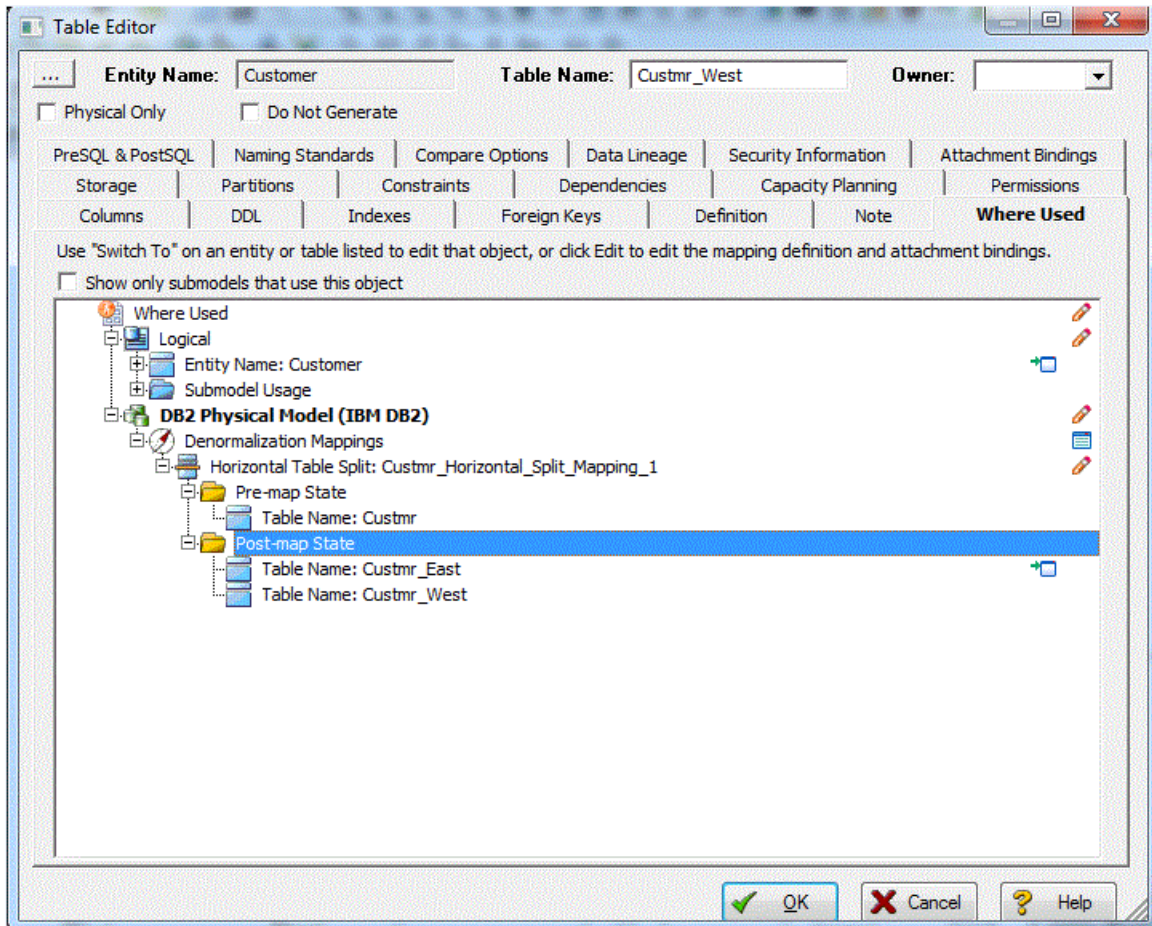 Table Editor
... Entity Name: Customer Table Name: Custmr_West Owner:
Physical Only Do Not Generate
PreSQL & PostSQL Naming Standards Compare Options Data Lineage Security Information Attachment Bindings
Storage Partitions Constraints Dependencies Capacity Planning Permissions
Columns DDL Indexes Foreign Keys Definition Note Where Used
Use "Switch To" on an entity or table listed to edit that object, or click Edit to edit the mapping definition and attachment bindings.
Show only submodels that use this object
Where Used
Logical
Entity Name: Customer
Submodel Usage
DB2 Physical Model (IBM DB2)
Denormalization Mappings
Horizontal Table Split: Custmr_Horizontal_Split_Mapping_1
Pre-map State
Table Name: Custmr
Post-map State
Table Name: Custmr_East
Table Name: Custmr_West
OK Cancel Help